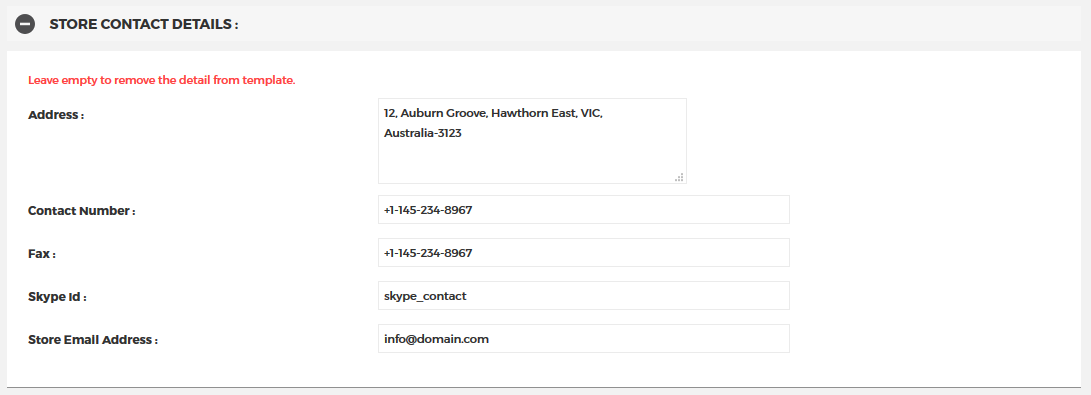 STORE CONTACT DETAILS :
Leave empty to remove the detail from template.
Address :
12, Auburn Groove, Hawthorn East, VIC,
Australia-3123
Contact Number :
+1-145-234-8967
Fax :
+1-145-234-8967
Skype Id :
skype_contact
Store Email Address :
info@domain.com